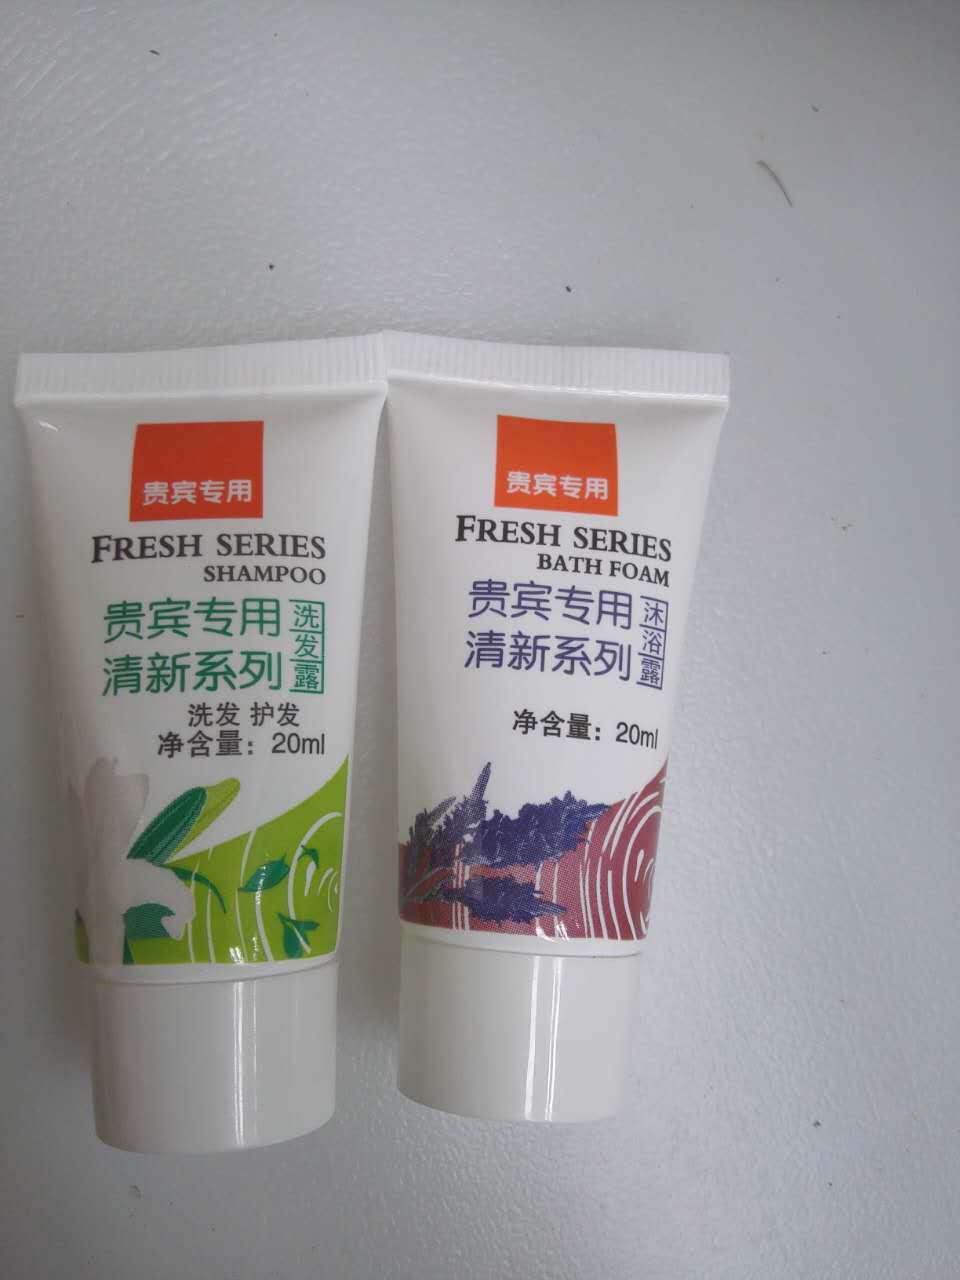 贵宾专用
FRESH SERIES
SHAMPOO
贵宾专用
清新系列
洗发露
洗发 护发
净含量：20ml
贵宾专用
FRESH SERIES
BATH FOAM
贵宾专用
清新系列
沐浴露
净含量：20ml